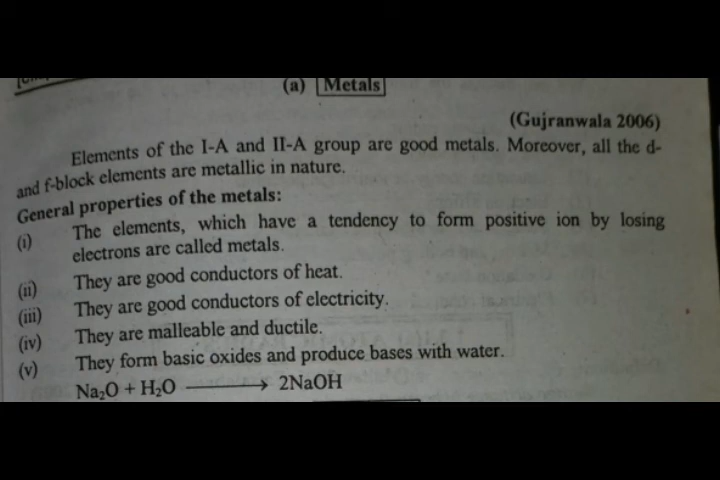 (a) Metals
(Gujranwala 2006)
Elements of the I-A and II-A group are good metals. Moreover, all the d-
and f-block elements are metallic in nature.
General properties of the metals:
(i) The elements, which have a tendency to form positive ion by losing
electrons are called metals.
(ii) They are good conductors of heat.
(iii) They are good conductors of electricity.
(iv) They are malleable and ductile.
(v) They form basic oxides and produce bases with water.
Na₂O + H₂O ⟶ 2NaOH